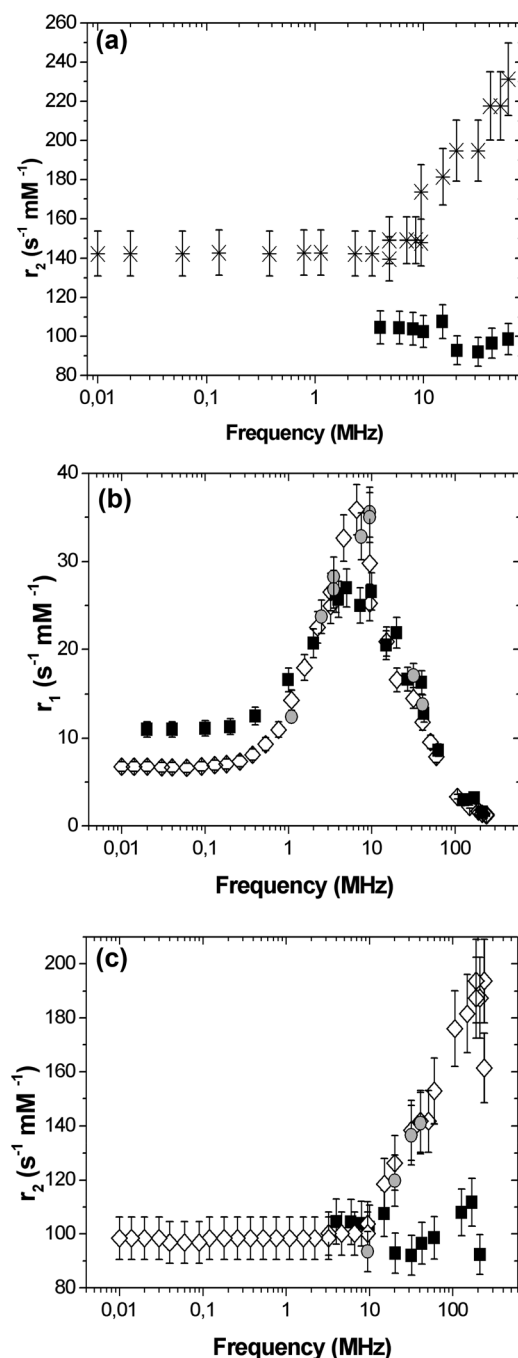 (a)
260
240
220
200
180
160
140
120
100
80
r₂ (s⁻¹ mM⁻¹)
0,01 0,1 1 10
Frequency (MHz)
(b)
40
30
20
10
0
r₁ (s⁻¹ mM⁻¹)
0,01 0,1 1 10 100
Frequency (MHz)
(c)
200
180
160
140
120
100
80
r₂ (s⁻¹ mM⁻¹)
0,01 0,1 1 10 100
Frequency (MHz)